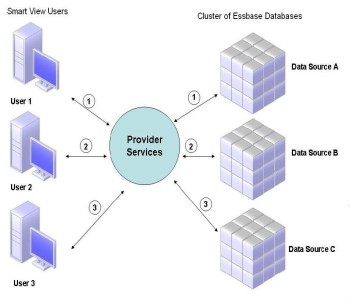 Smart View Users
Cluster of Essbase Databases
User 1
1
1
Data Source A
Provider
Services
User 2
2
2
Data Source B
User 3
3
3
Data Source C